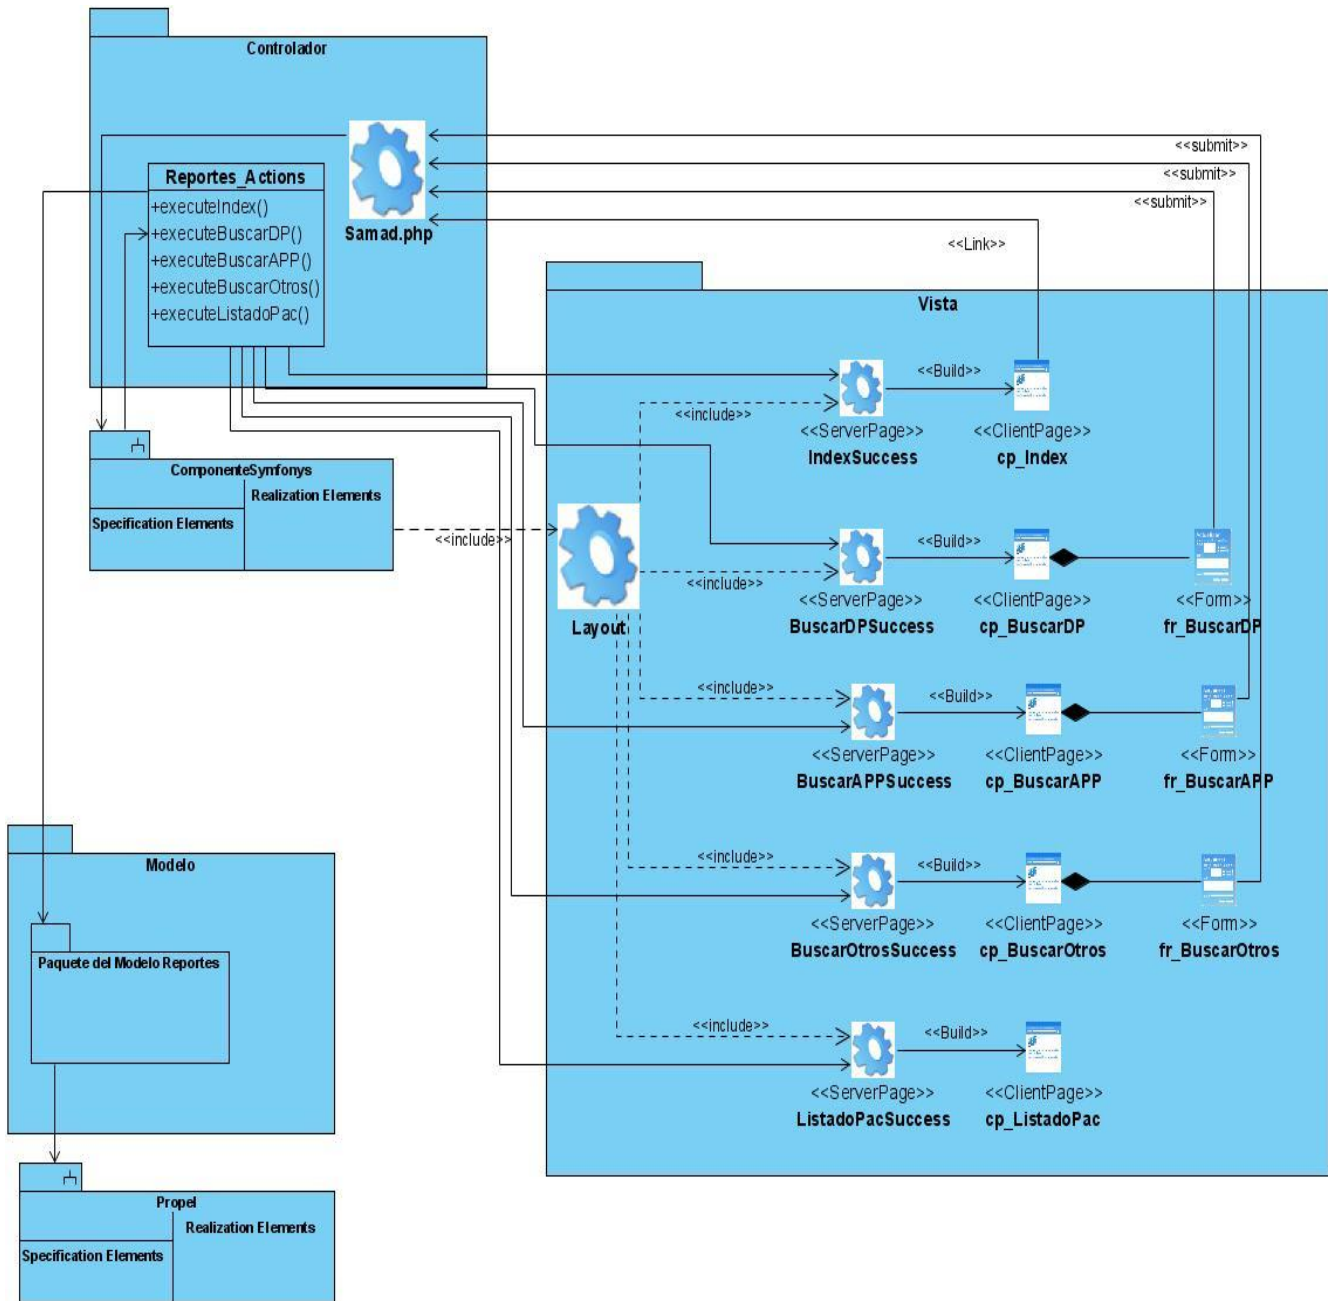 Controlador
Reportes_Actions
+executeIndex()
+executeBuscarDP()
+executeBuscarAPP()
+executeBuscarOtros()
+executeListadoPac()
Samad.php
<<submit>>
<<submit>>
<<submit>>
<<Link>>
Vista
<<include>>
<<Build>>
<<ServerPage>>
IndexSuccess
<<ClientPage>>
cp_Index
ComponenteSymfonys
Realization Elements
Specification Elements
<<include>>
Layout
<<include>>
<<Build>>
<<ServerPage>>
BuscarDPSuccess
<<ClientPage>>
cp_BuscarDP
<<Form>>
fr_BuscarDP
<<include>>
<<Build>>
<<ServerPage>>
BuscarAPPSuccess
<<ClientPage>>
cp_BuscarAPP
<<Form>>
fr_BuscarAPP
<<include>>
<<Build>>
<<ServerPage>>
BuscarOtrosSuccess
<<ClientPage>>
cp_BuscarOtros
<<Form>>
fr_BuscarOtros
<<include>>
<<Build>>
<<ServerPage>>
ListadoPacSuccess
<<ClientPage>>
cp_ListadoPac
Modelo
Paquete del Modelo Reportes
Propel
Realization Elements
Specification Elements